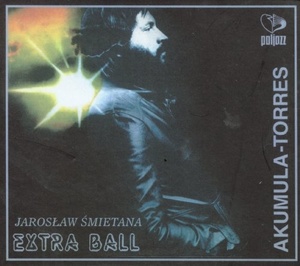 poljazz
AKUMULA-TORRES
JAROSŁAW ŚMIETANA
EXTRA BALL